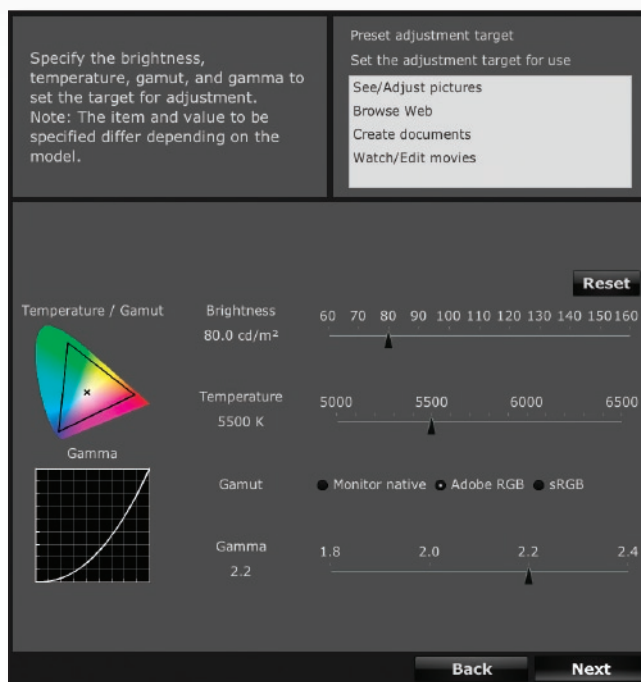 Specify the brightness,
temperature, gamut, and gamma to
set the target for adjustment.
Note: The item and value to be
specified differ depending on the
model.
Preset adjustment target
Set the adjustment target for use
See/Adjust pictures
Browse Web
Create documents
Watch/Edit movies
Reset
Temperature / Gamut
Brightness
80.0 cd/m²
60 70 80 90 100 110 120 130 140 150 160
Temperature
5500 K
5000 5500 6000 6500
Gamma
Gamut
Monitor native Adobe RGB sRGB
Gamma
2.2
1.8 2.0 2.2 2.4
Back Next